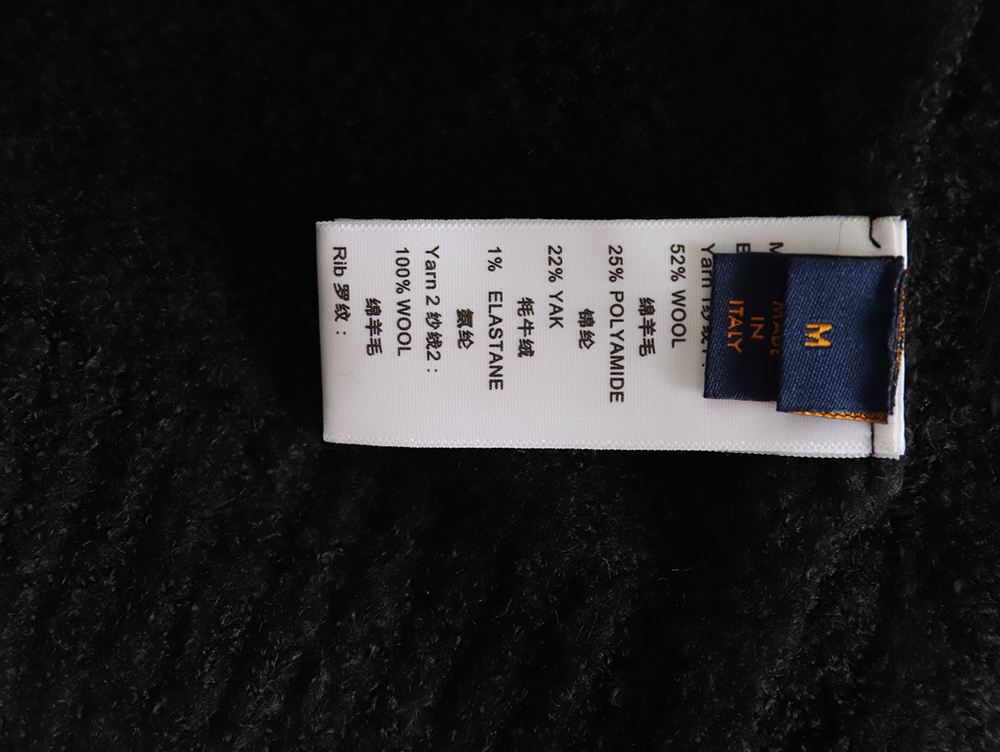 M
MADE
IN
ITALY
52% WOOL
绵羊毛
25% POLYAMIDE
锦纶
22% YAK
牦牛绒
1% ELASTANE
氨纶
Yarn 2 纱绒2：
100% WOOL
绵羊毛
Rib 罗纹：